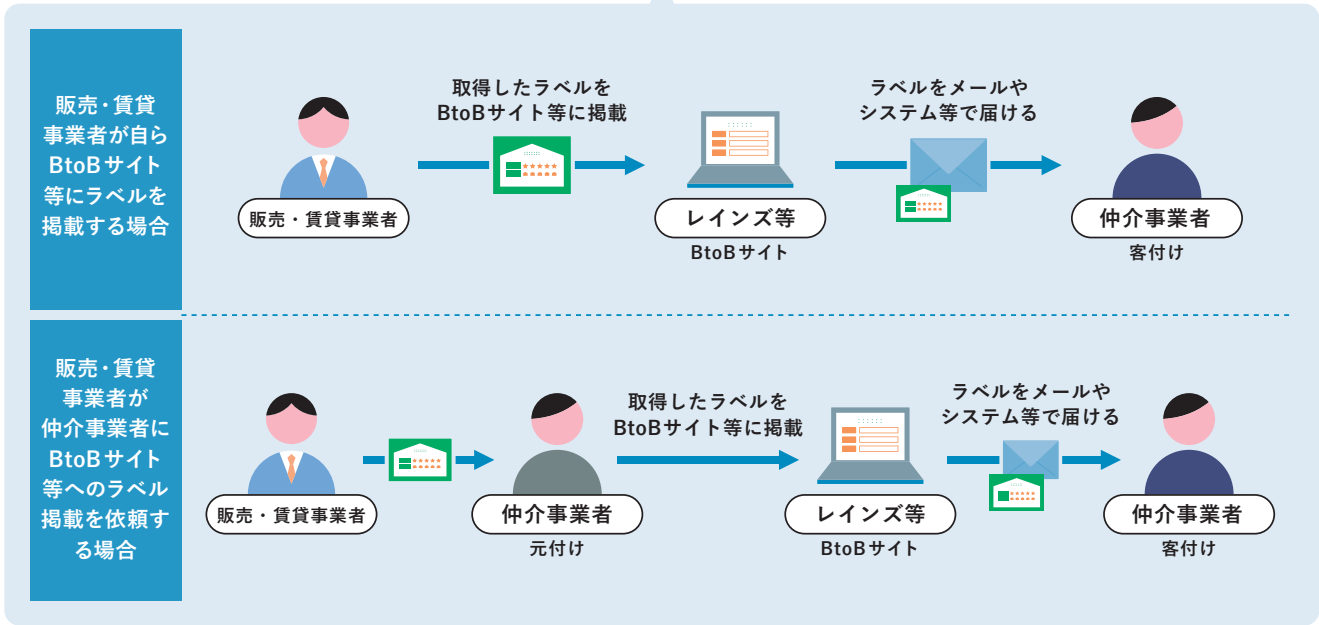 販売・賃貸
事業者が自ら
BtoBサイト
等にラベルを
掲載する場合
取得したラベルを
BtoBサイト等に掲載
ラベルをメールや
システム等で届ける
販売・賃貸事業者
レインズ等
BtoBサイト
仲介事業者
客付け
販売・賃貸
事業者が
仲介事業者に
BtoBサイト
等へのラベル
掲載を依頼す
る場合
取得したラベルを
BtoBサイト等に掲載
ラベルをメールや
システム等で届ける
販売・賃貸事業者
仲介事業者
元付け
レインズ等
BtoBサイト
仲介事業者
客付け